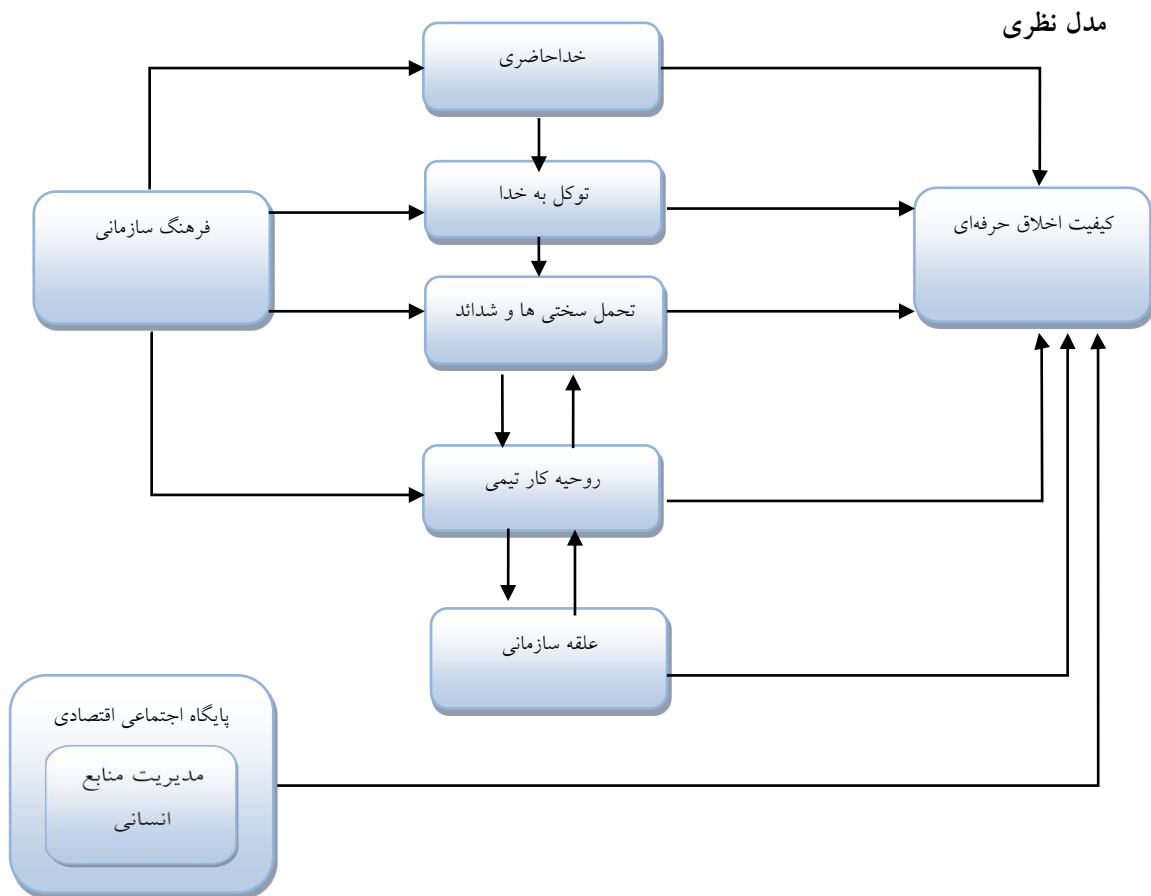 مدل نظری
خداحاضری
توکل به خدا
فرهنگ سازمانی
کیفیت اخلاق حرفه‌ای
تحمل سختی ها و شدائد
روحیه کار تیمی
علقه سازمانی
پایگاه اجتماعی اقتصادی
مدیریت منابع
انسانی